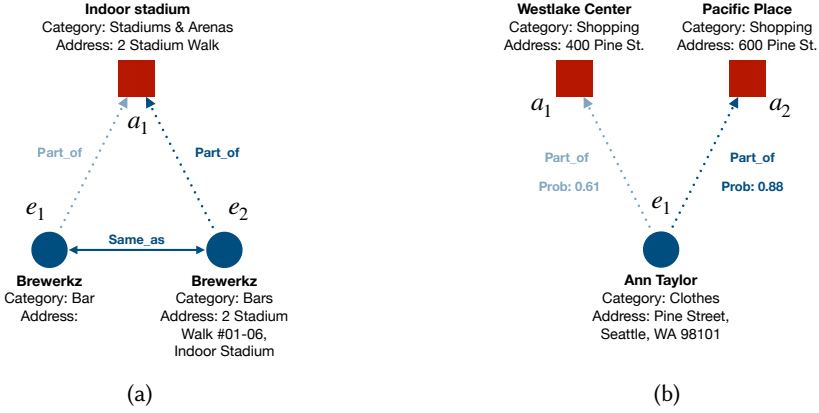 Indoor stadium
Category: Stadiums & Arenas
Address: 2 Stadium Walk
a1
Part_of
Part_of
e1
e2
Same_as
Brewerkz
Category: Bar
Address:
Brewerkz
Category: Bars
Address: 2 Stadium
Walk #01-06,
Indoor Stadium
(a)
Westlake Center
Category: Shopping
Address: 400 Pine St.
Pacific Place
Category: Shopping
Address: 600 Pine St.
a1
a2
Part_of
Prob: 0.61
Part_of
Prob: 0.88
e1
Ann Taylor
Category: Clothes
Address: Pine Street,
Seattle, WA 98101
(b)